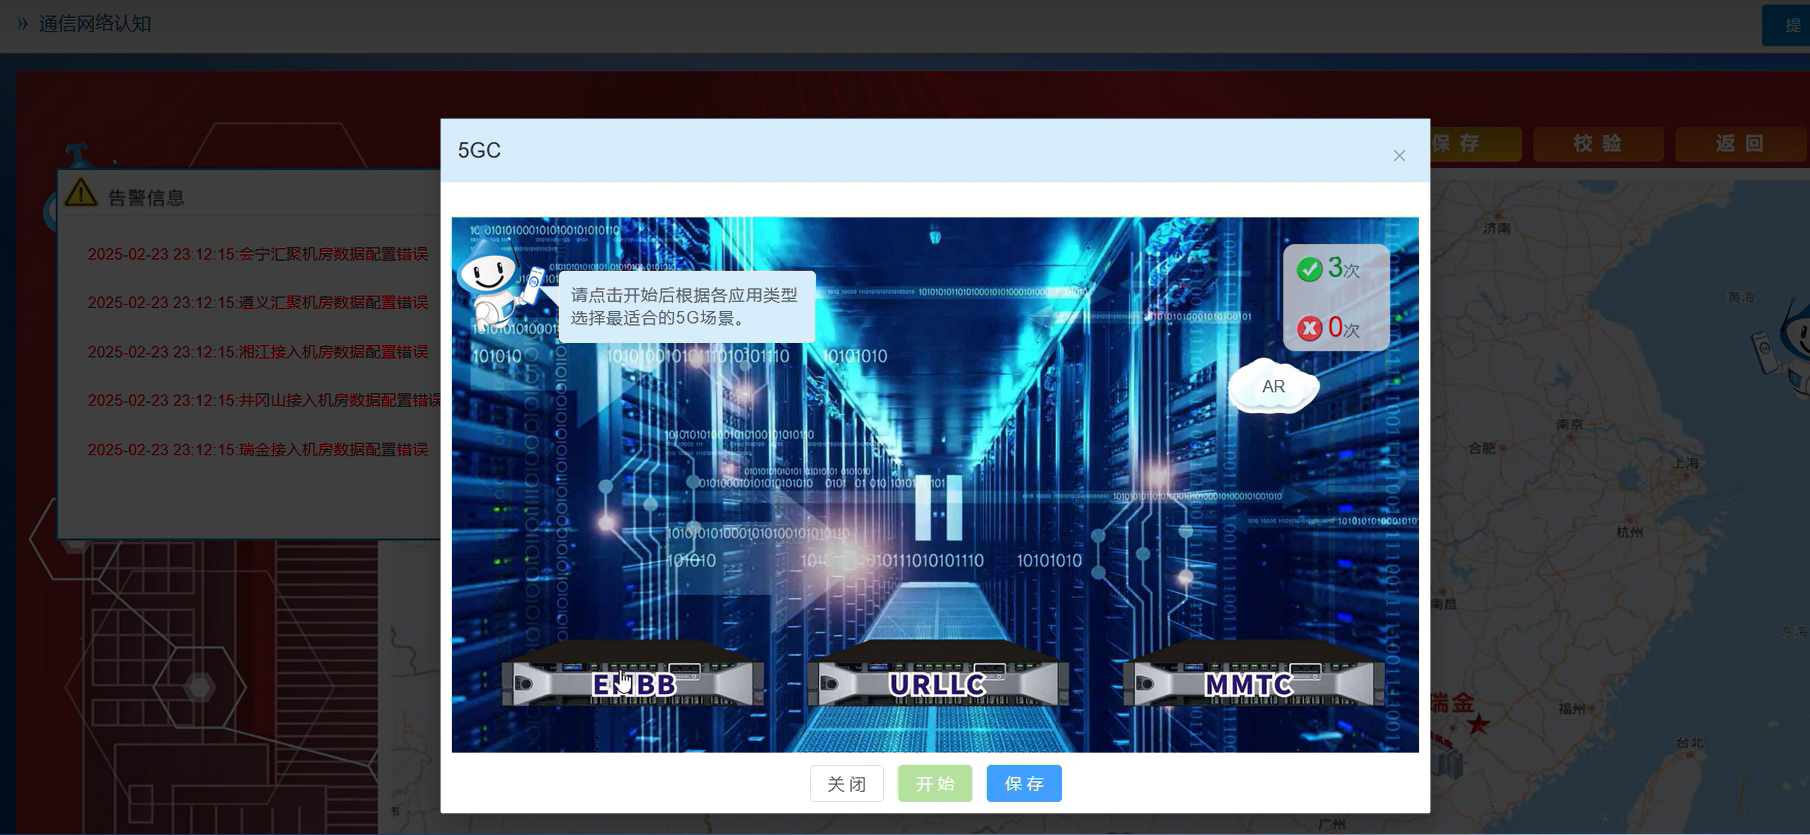 » 通信网络认知
提
保 存
校 验
返 回
告警信息
2025-02-23 23:12:15:会宁汇聚机房数据配置错误
2025-02-23 23:12:15:遵义汇聚机房数据配置错误
2025-02-23 23:12:15:湘江接入机房数据配置错误
2025-02-23 23:12:15:井冈山接入机房数据配置错误
2025-02-23 23:12:15:瑞金接入机房数据配置错误
5GC
×
请点击开始后根据各应用类型
选择最适合的5G场景。
3次
0次
AR
101010
10101010
101010
10101010
EMBB
URLLC
MMTC
关 闭
开 始
保 存
济南
黄海
南京
合肥
上海
杭州
南昌
东海
瑞金
福州
台北
广州